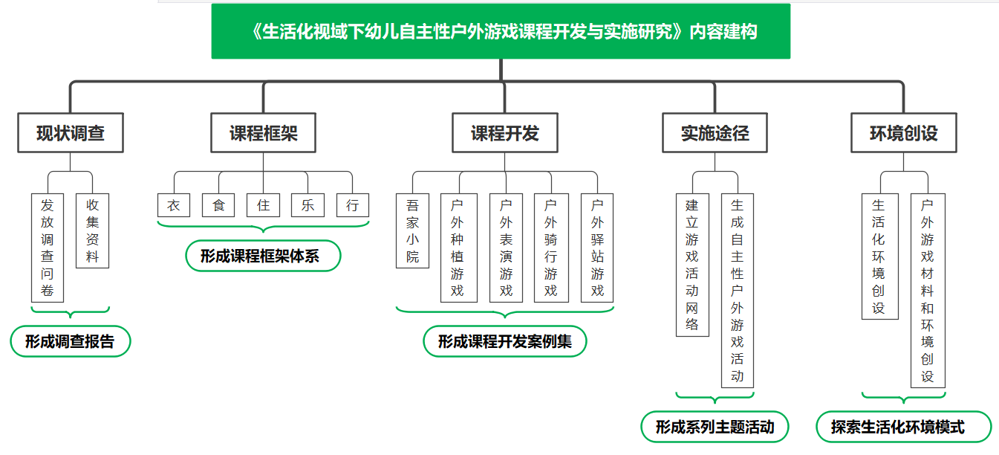 《生活化视域下幼儿自主性户外游戏课程开发与实施研究》内容建构
现状调查
课程框架
课程开发
实施途径
环境创设
发放调查问卷
收集资料
衣
食
住
乐
行
吾家小院
户外种植游戏
户外表演游戏
户外骑行游戏
户外驿站游戏
建立游戏活动网络
生成自主性户外游戏活动
生活化环境创设
户外游戏材料和环境创设
形成调查报告
形成课程框架体系
形成课程开发案例集
形成系列主题活动
探索生活化环境模式